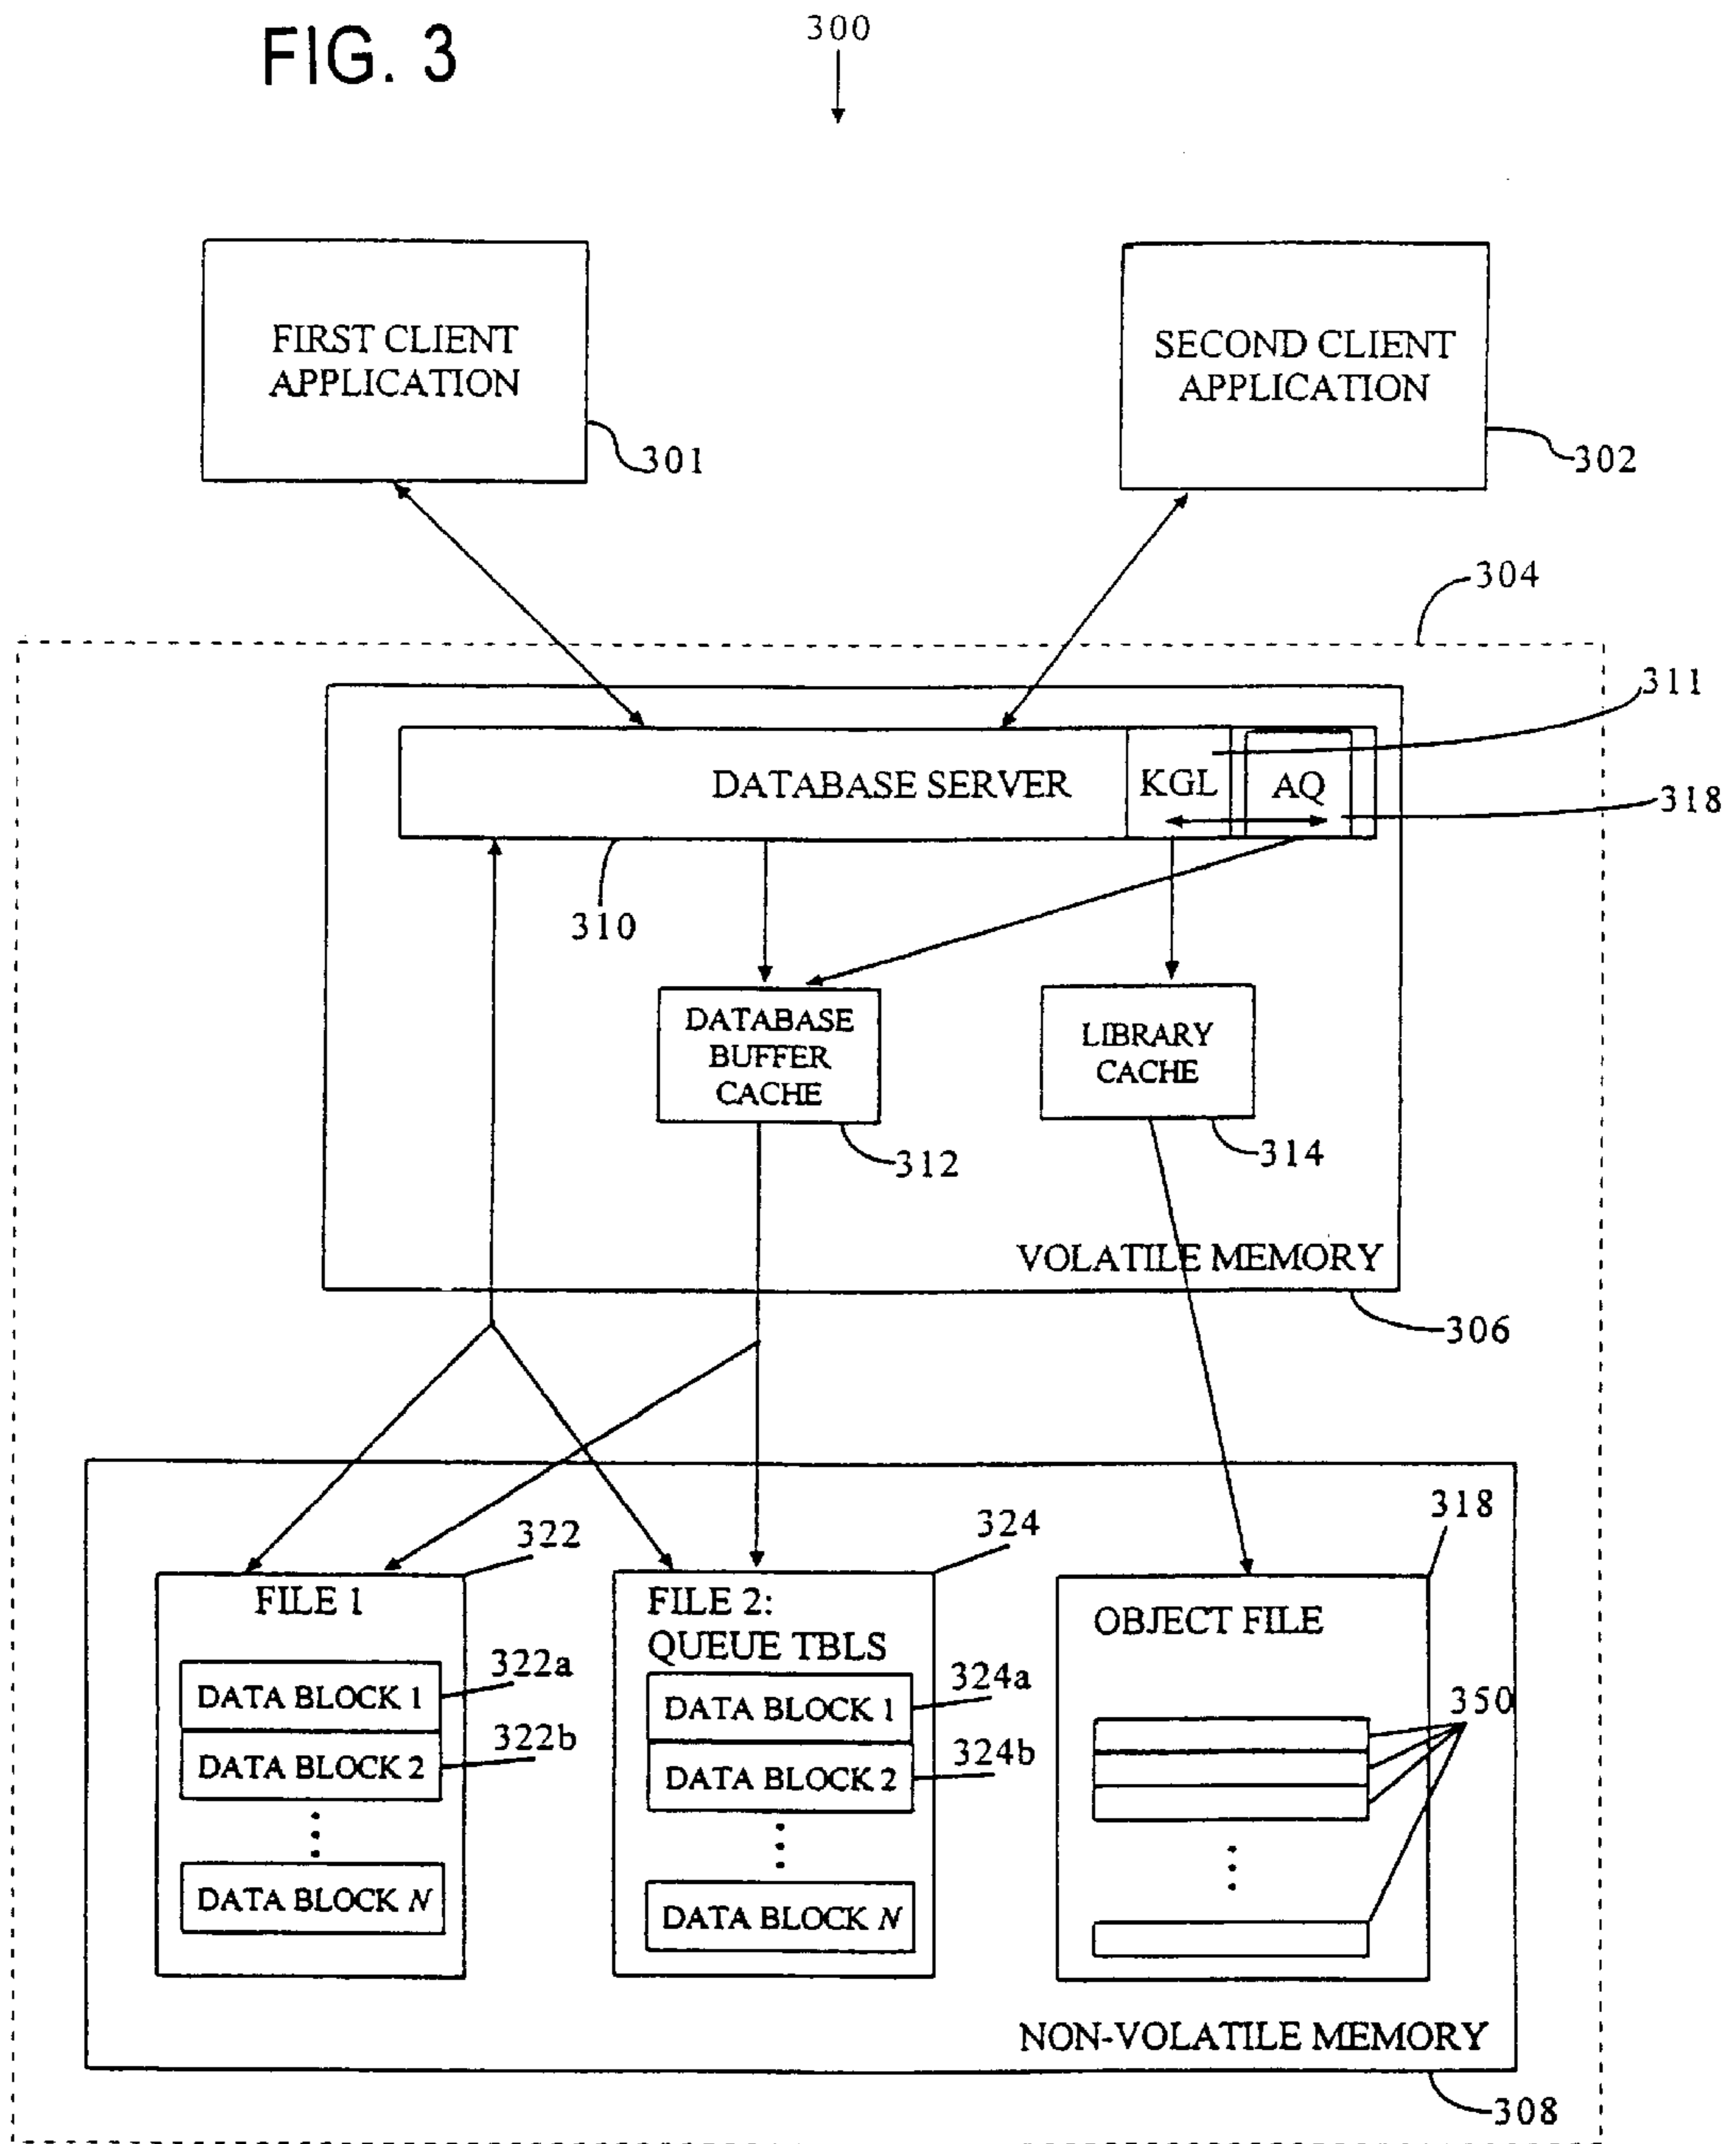 FIG. 3
300
FIRST CLIENT
APPLICATION
301
SECOND CLIENT
APPLICATION
302
304
311
DATABASE SERVER
KGL
AQ
318
310
DATABASE
BUFFER
CACHE
312
LIBRARY
CACHE
314
VOLATILE MEMORY
306
322
324
318
FILE 1
FILE 2:
QUEUE TBLS
OBJECT FILE
DATA BLOCK 1
322a
DATA BLOCK 2
322b
DATA BLOCK N
DATA BLOCK 1
324a
DATA BLOCK 2
324b
DATA BLOCK N
350
NON-VOLATILE MEMORY
308